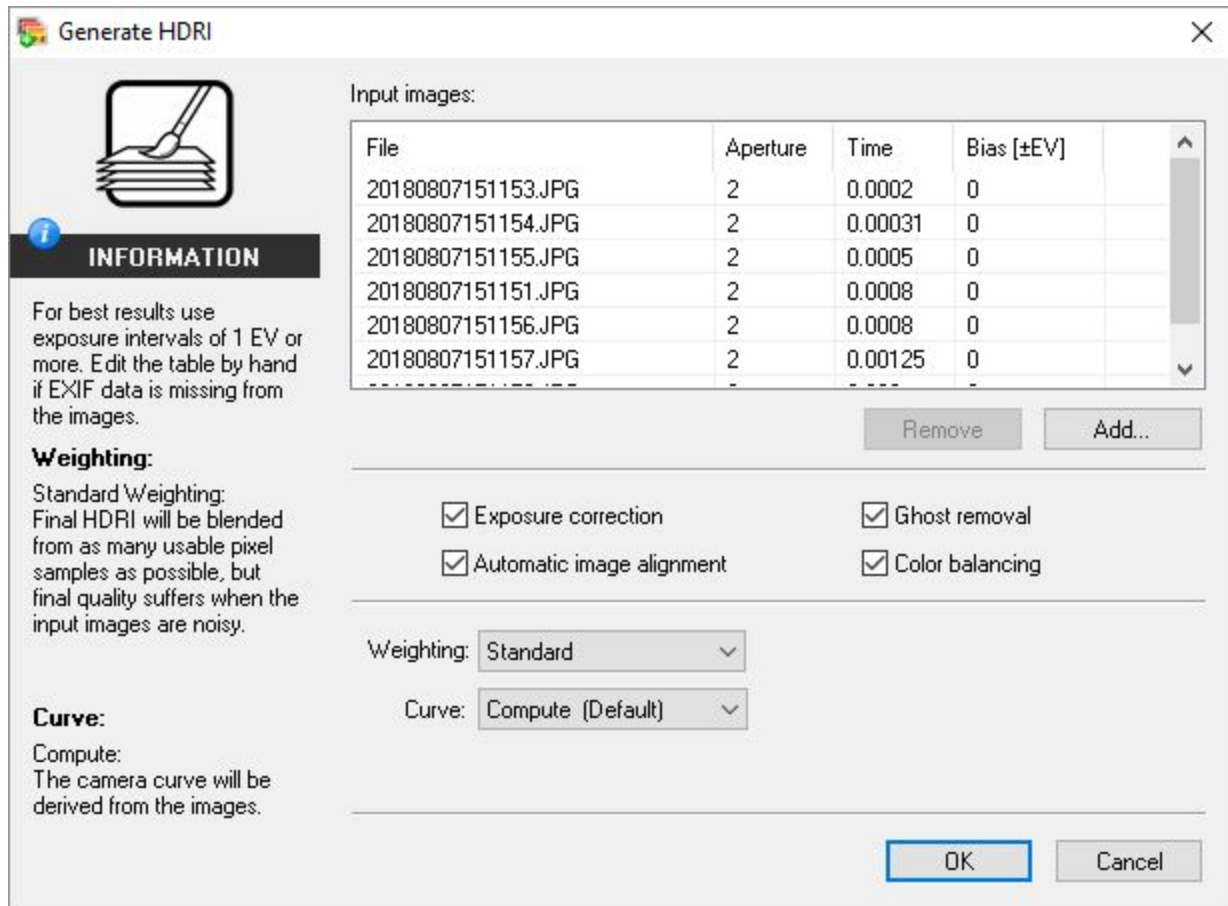 Generate HDRI
INFORMATION
For best results use
exposure intervals of 1 EV or
more. Edit the table by hand
if EXIF data is missing from
the images.
Weighting:
Standard Weighting:
Final HDRI will be blended
from as many usable pixel
samples as possible, but
final quality suffers when the
input images are noisy.
Curve:
Compute:
The camera curve will be
derived from the images.
Input images:
File Aperture Time Bias [±EV]
20180807151153.JPG 2 0.0002 0
20180807151154.JPG 2 0.00031 0
20180807151155.JPG 2 0.0005 0
20180807151151.JPG 2 0.0008 0
20180807151156.JPG 2 0.0008 0
20180807151157.JPG 2 0.00125 0
Remove Add...
Exposure correction Ghost removal
Automatic image alignment Color balancing
Weighting: Standard
Curve: Compute (Default)
OK Cancel